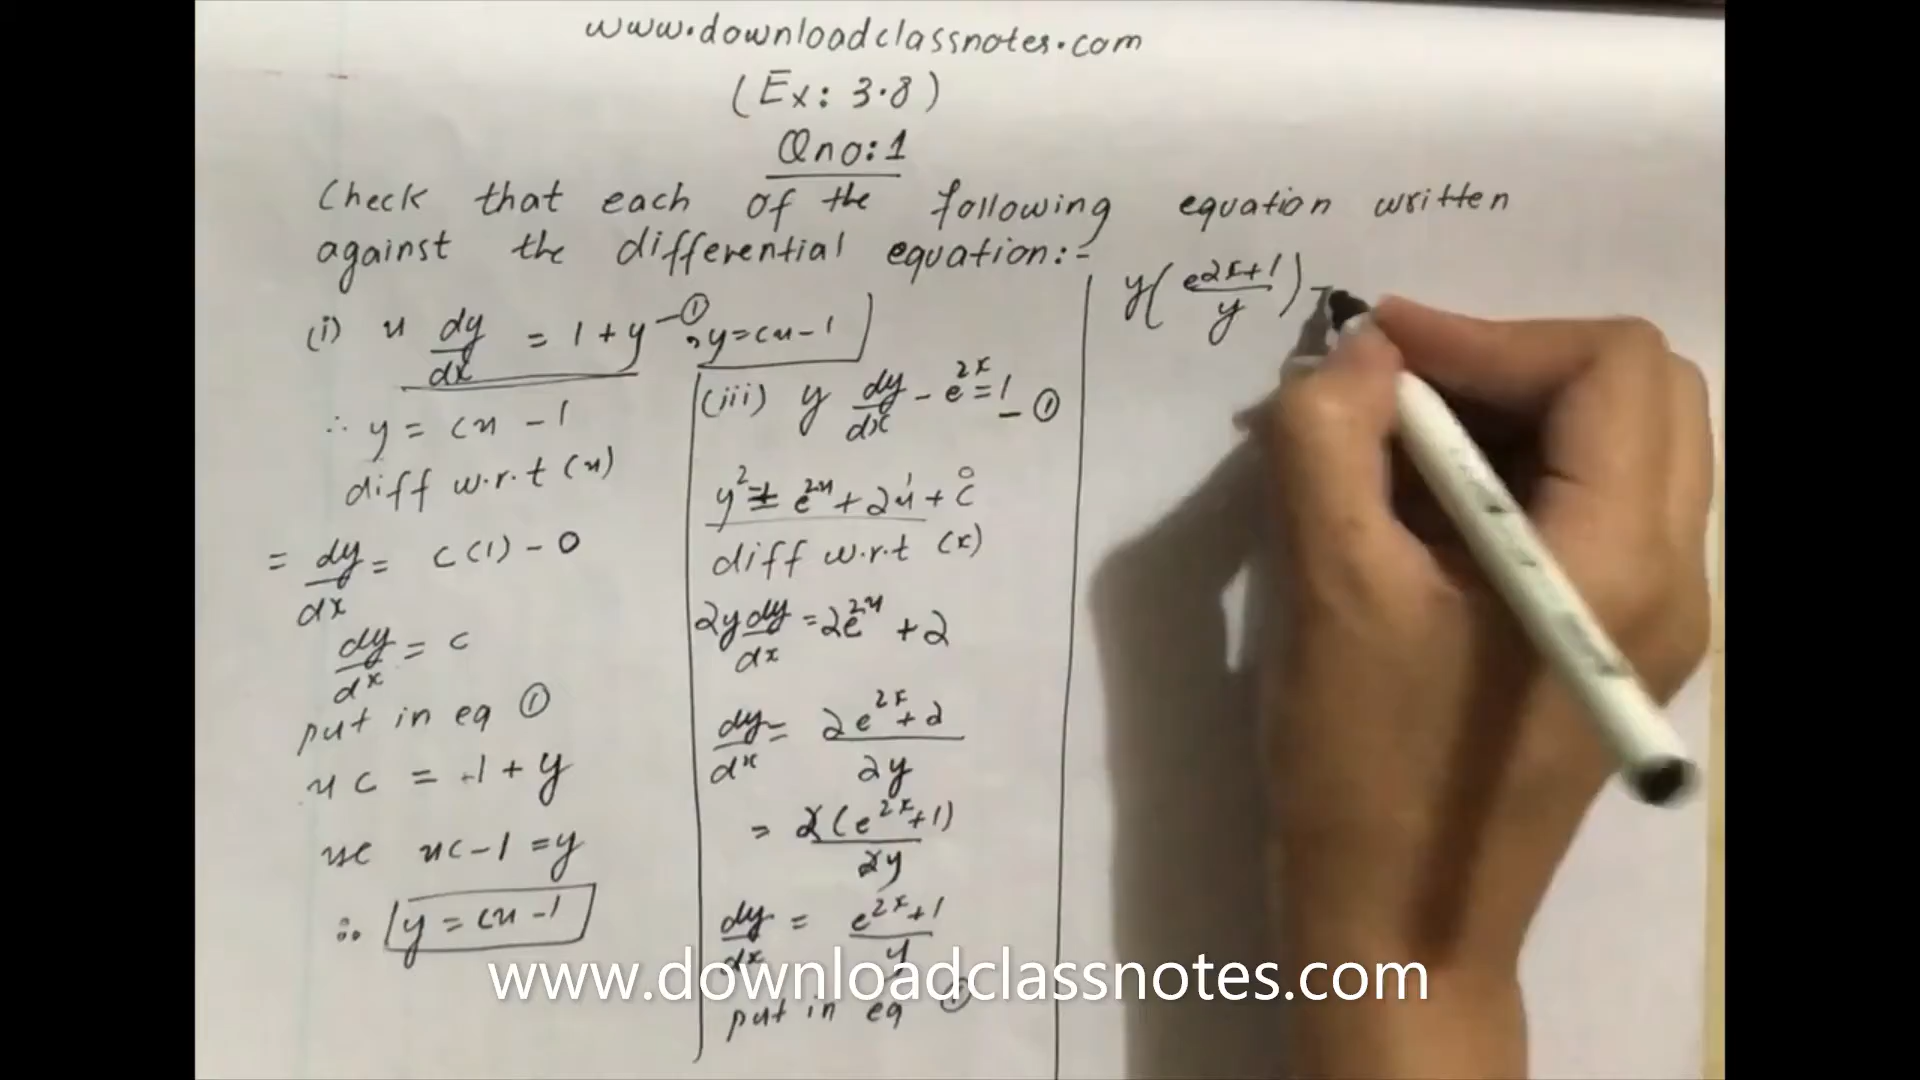 www.downloadclassnotes.com
(Ex: 3.8)
Qno:1
Check that each of the following equation written
against the differential equation:-
(i) x dy/dx = 1 + y —① , y = cx - 1
∴ y = cx - 1
diff w.r.t (x)
= dy/dx = c(1) - 0
dy/dx = c
put in eq ①
xc = 1 + y
xc - 1 = y
∴ y = cx - 1
(iii) y dy/dx - e^2x = 1 - ①
y² = e^2x + 2x + c
diff w.r.t (x)
2y dy/dx = 2e^2x + 2
dy/dx = 2e^2x + 2 / 2y
= 2(e^2x + 1) / 2y
dy/dx = e^2x + 1 / y
put in eq ①
y( e2x+1 / y ) -
www.downloadclassnotes.com